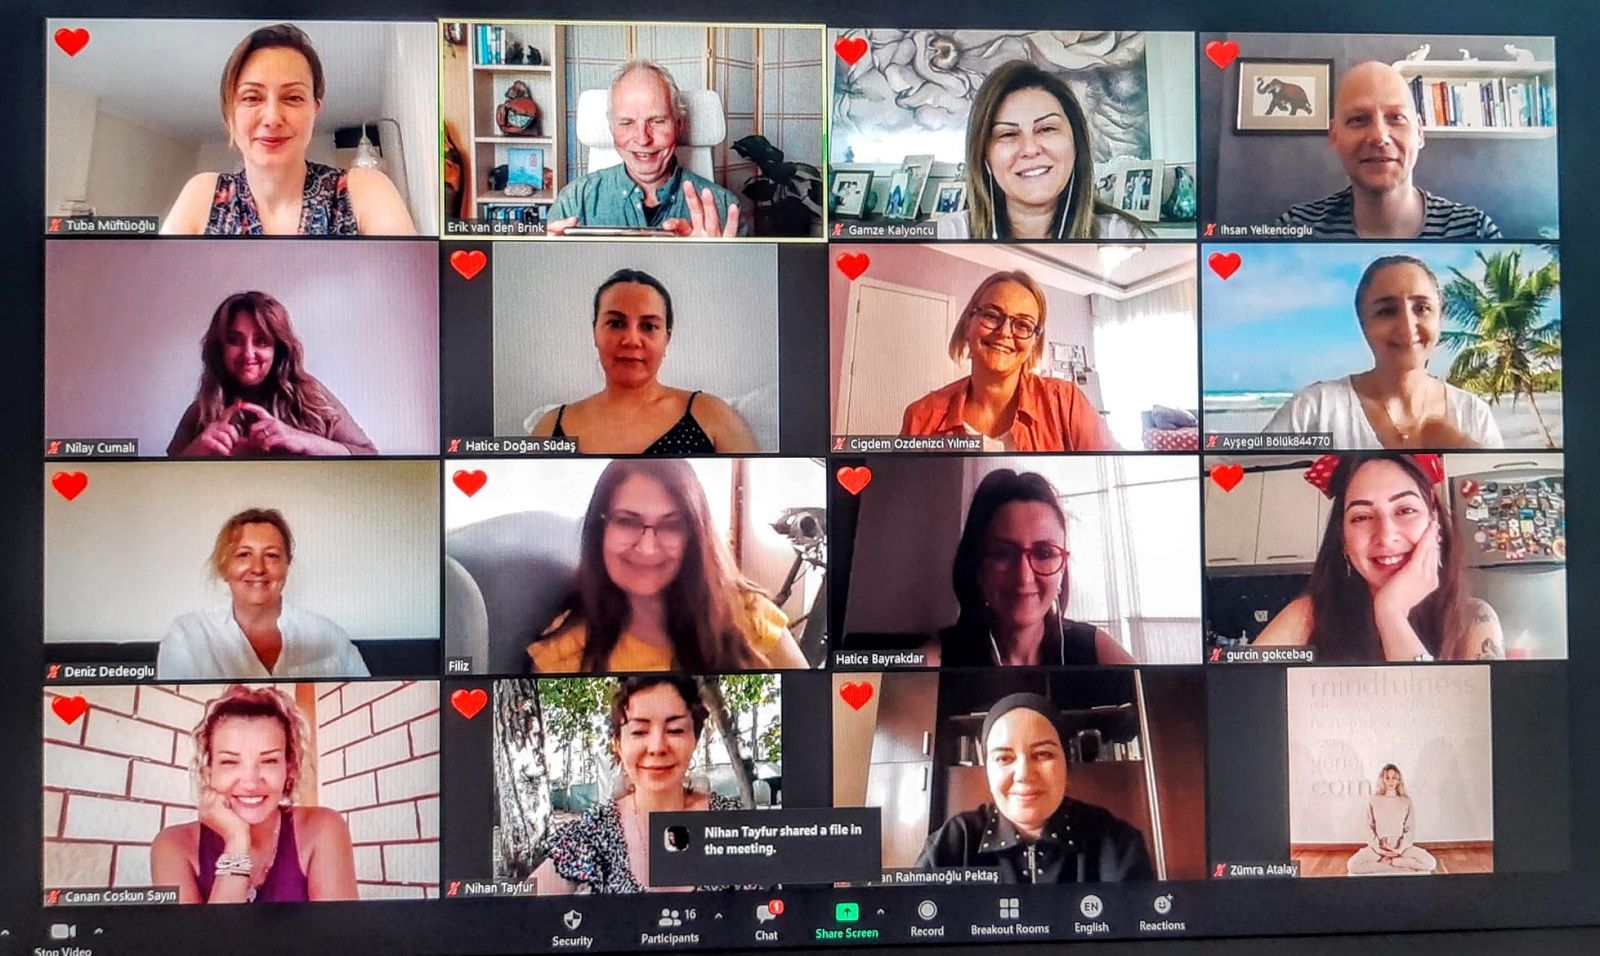 Tuba Müftüoğlu
Erik van den Brink
Gamze Kalyoncu
Ihsan Yelkencioglu
Nilay Cumalı
Hatice Doğan Südaş
Cigdem Ozdenizci Yılmaz
Ayşegül Bölük844770
Deniz Dedeoglu
Filiz
Hatice Bayrakdar
gurcin gokcebag
mindfulness
Canan Coskun Sayın
Nihan Tayfur
Nihan Tayfur shared a file in
the meeting.
an Rahmanoğlu Pektaş
Zümra Atalay
Stop Video
Security
16
Participants
1
Chat
Share Screen
Record
Breakout Rooms
EN
English
Reactions